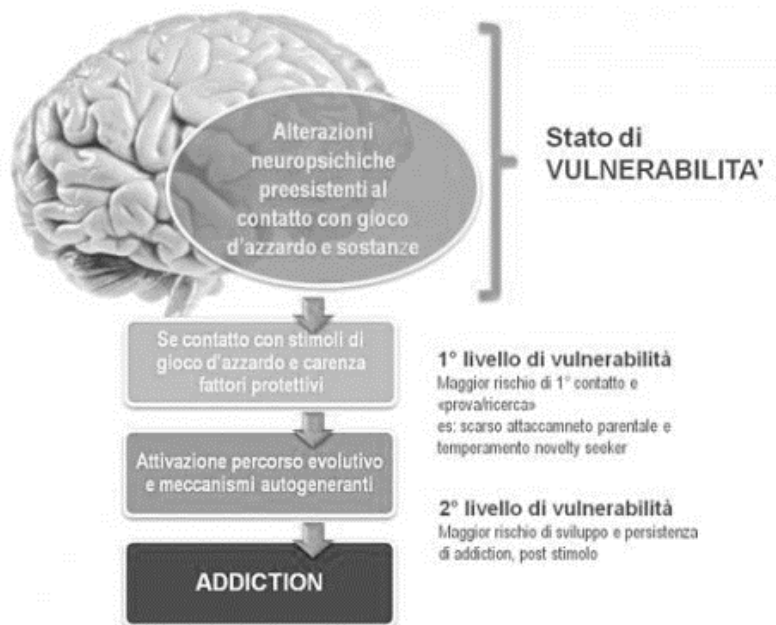 Alterazioni
neuropsichiche
preesistenti al
contatto con gioco
d'azzardo e sostanze
Stato di
VULNERABILITA'
Se contatto con stimoli di
gioco d'azzardo e carenza
fattori protettivi
1° livello di vulnerabilità
Maggior rischio di 1° contatto e
«prova/ricerca»
es: scarso attaccamneto parentale e
temperamento novelty seeker
Attivazione percorso evolutivo
e meccanismi autogeneranti
2° livello di vulnerabilità
Maggior rischio di sviluppo e persistenza
di addiction, post stimolo
ADDICTION